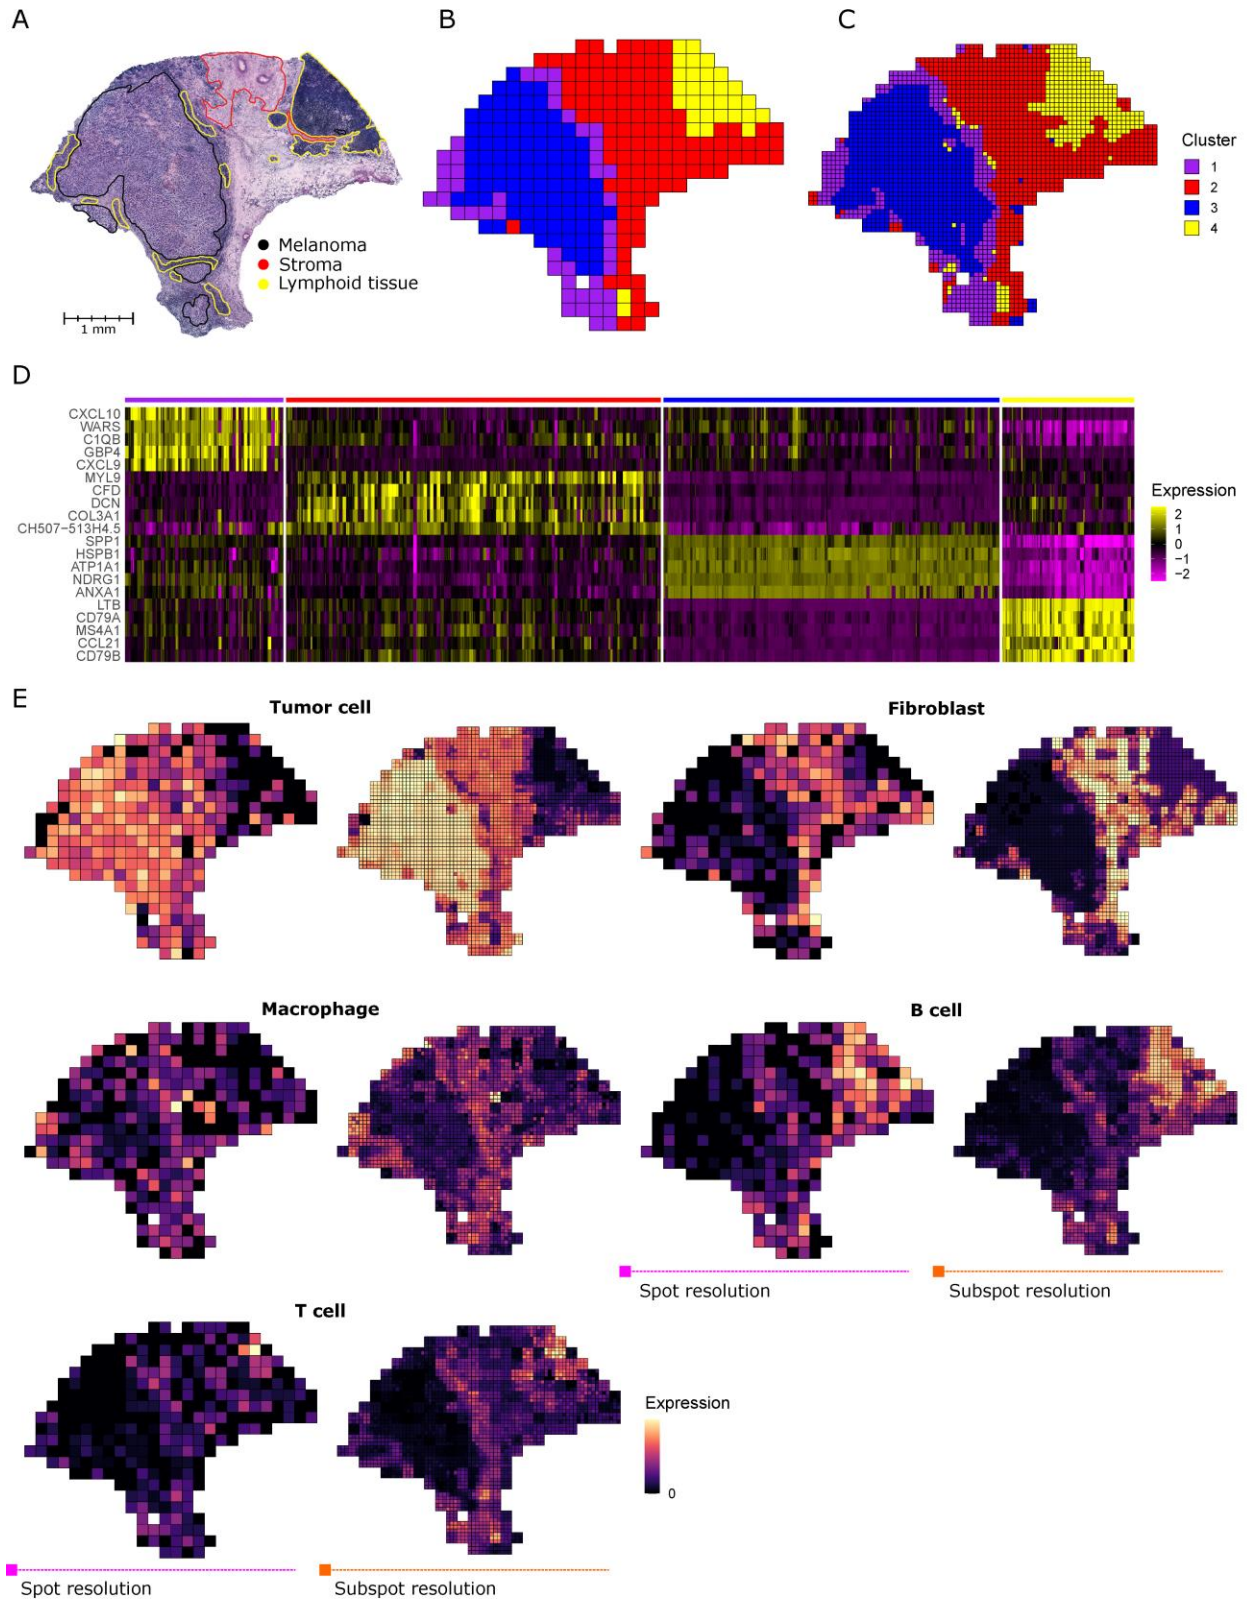 A
B
C
Melanoma
Stroma
Lymphoid tissue
1 mm
Cluster
1
2
3
4
D
CXCL10
WARS
C1QB
GBP4
CXCL9
MYL9
CFD
DCN
COL3A1
CH507-513H4.5
SPP1
HSPB1
ATP1A1
NDRG1
ANXA1
LTB
CD79A
MS4A1
CCL21
CD79B
Expression
2
1
0
−1
−2
E
Tumor cell
Fibroblast
Macrophage
B cell
Spot resolution
Subspot resolution
T cell
Expression
0
Spot resolution
Subspot resolution